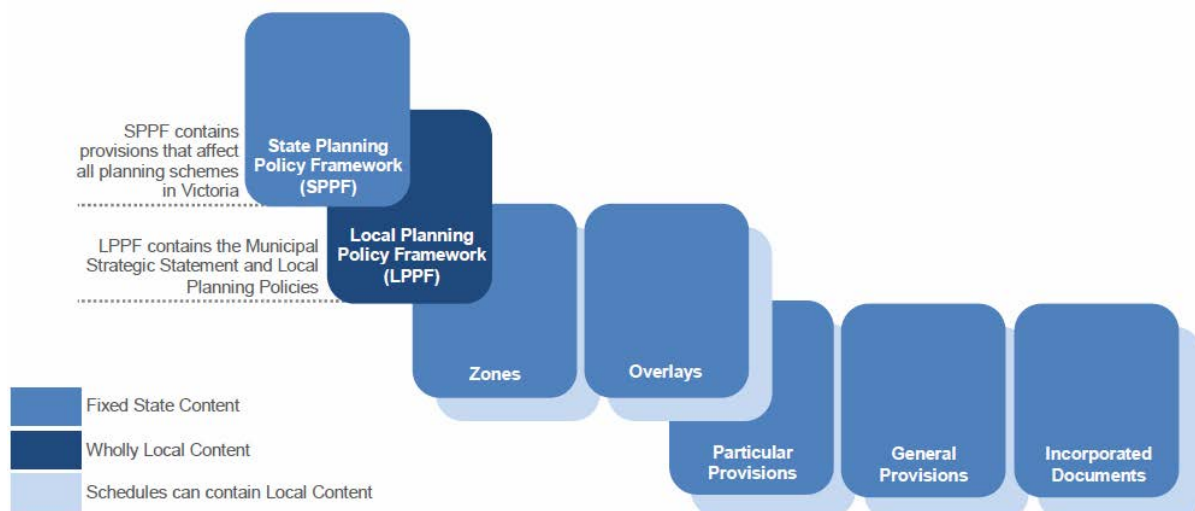 SPPF contains
provisions that affect
all planning schemes
in Victoria
State Planning
Policy Framework
(SPPF)
LPPF contains the Municipal
Strategic Statement and Local
Planning Policies
Local Planning
Policy Framework
(LPPF)
Zones
Overlays
Particular
Provisions
General
Provisions
Incorporated
Documents
Fixed State Content
Wholly Local Content
Schedules can contain Local Content